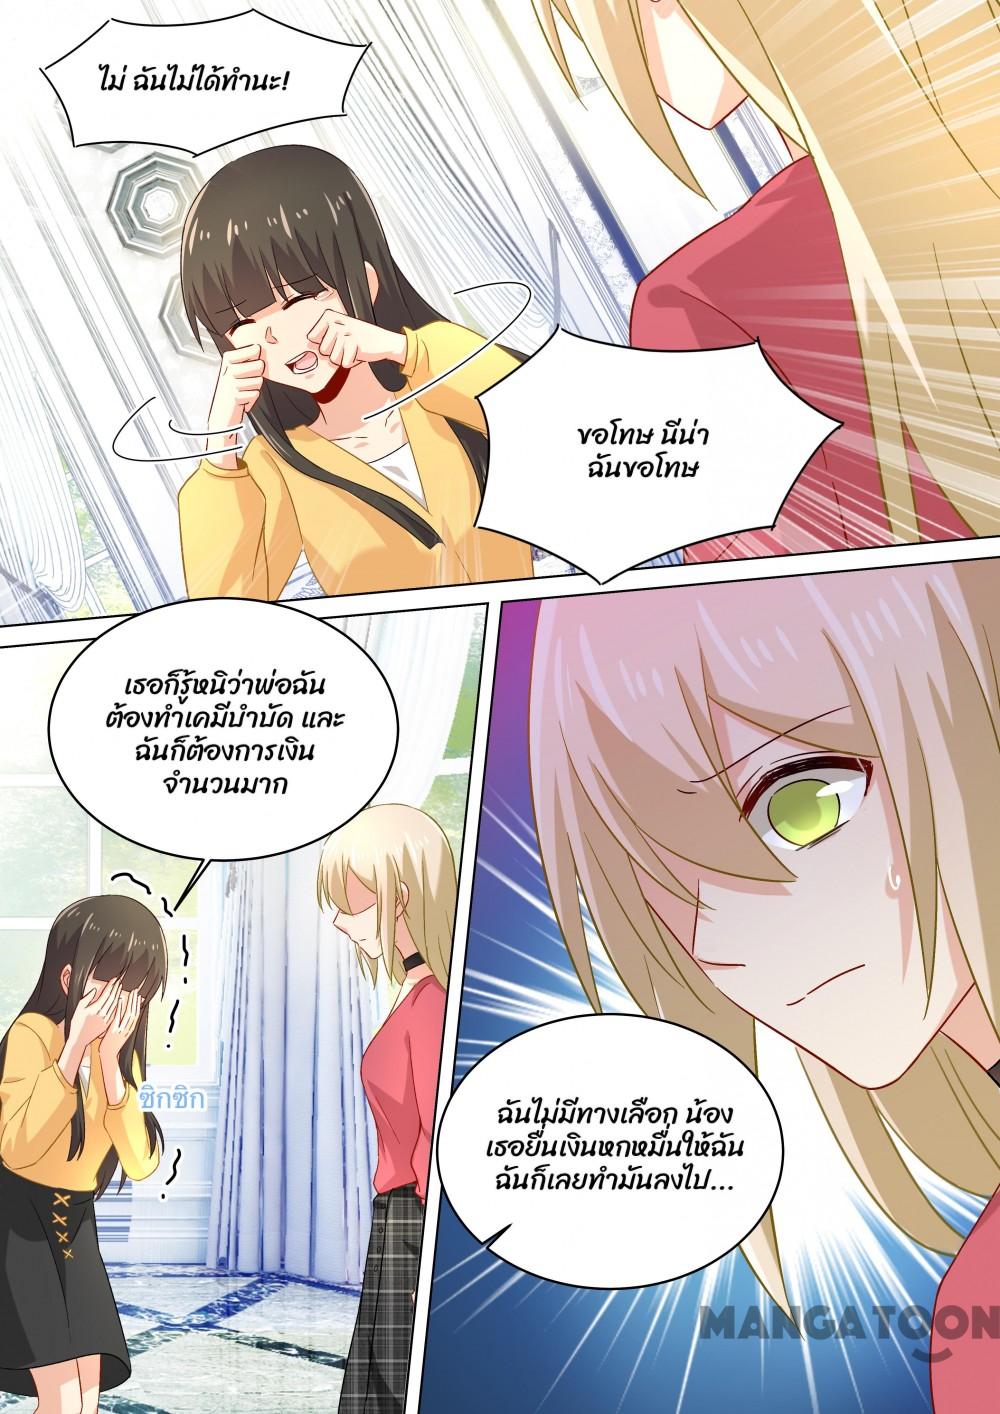 ไม่ ฉันไม่ได้ทำนะ!
ขอโทษ นีน่า
ฉันขอโทษ
เธอก็รู้หนิว่าพ่อฉัน
ต้องทำเคมีบำบัด และ
ฉันก็ต้องการเงิน
จำนวนมาก
ซิกซิก
ฉันไม่มีทางเลือก น้อง
เธอยื่นเงินหกหมื่นให้ฉัน
ฉันก็เลยทำมันลงไป...
MANGATOON